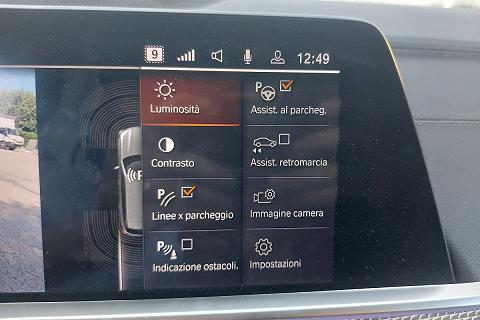 9 12:49
Luminosità
P
Assist. al parcheg.
Contrasto
Assist. retromarcia
P
Linee x parcheggio
Immagine camera
P
Indicazione ostacoli.
Impostazioni
P